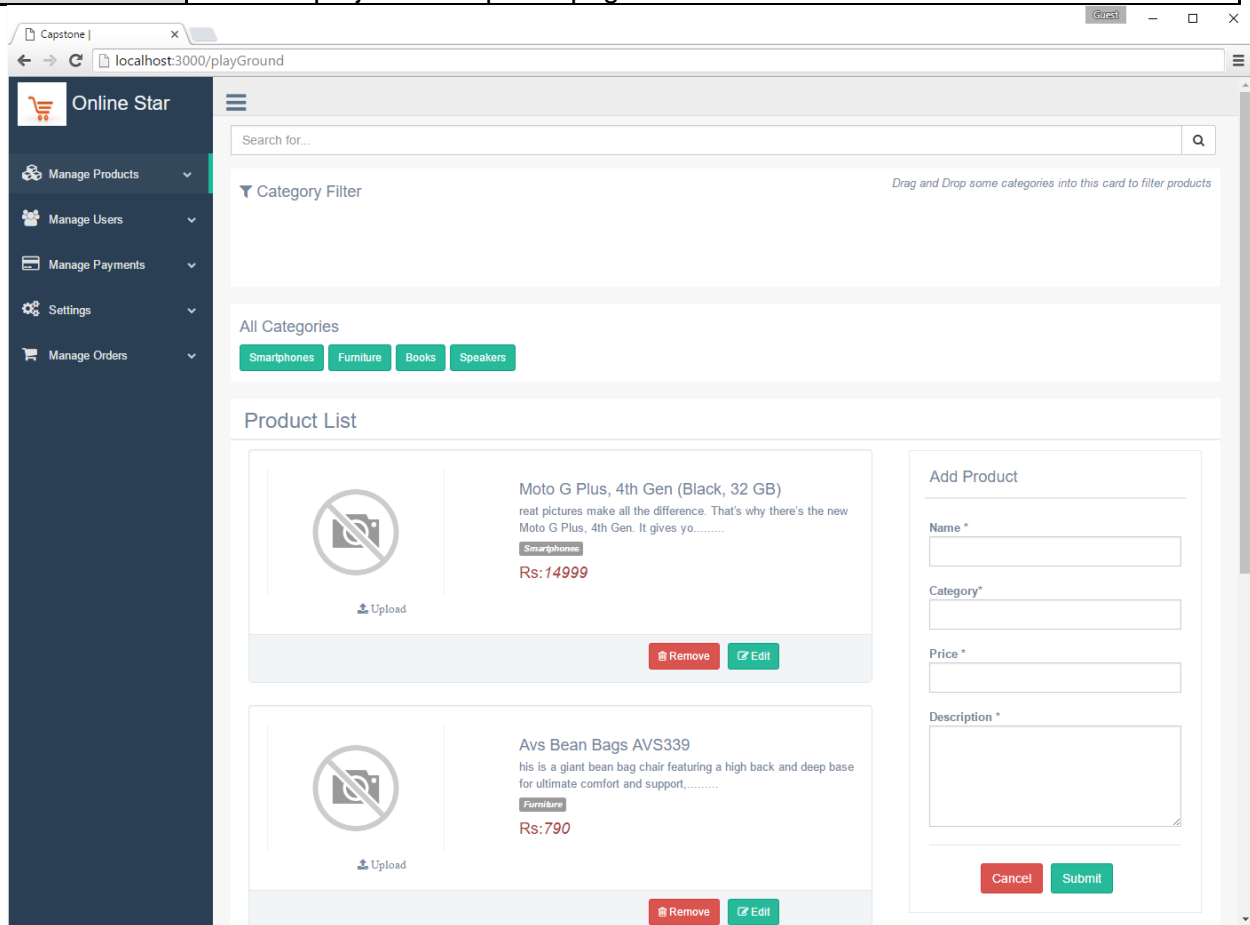 Guest
Capstone |
localhost:3000/playGround
Online Star
Search for...
Manage Products
Manage Users
Manage Payments
Settings
Manage Orders
Category Filter
Drag and Drop some categories into this card to filter products
All Categories
Smartphones Furniture Books Speakers
Product List
Moto G Plus, 4th Gen (Black, 32 GB)
reat pictures make all the difference. That's why there's the new
Moto G Plus, 4th Gen. It gives yo.........
Smartphones
Rs:14999
Upload
Remove Edit
Avs Bean Bags AVS339
his is a giant bean bag chair featuring a high back and deep base
for ultimate comfort and support,.........
Furniture
Rs:790
Upload
Remove Edit
Add Product
Name *
Category*
Price *
Description *
Cancel Submit